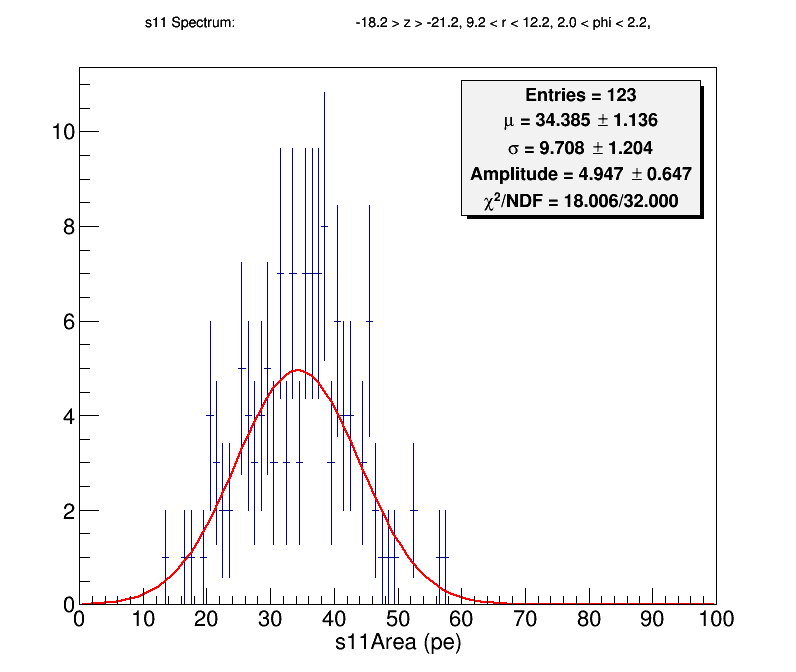 s11 Spectrum: -18.2 > z > -21.2, 9.2 < r < 12.2, 2.0 < phi < 2.2,
Entries = 123
μ = 34.385 ± 1.136
σ = 9.708 ± 1.204
Amplitude = 4.947 ± 0.647
χ²/NDF = 18.006/32.000
10
8
6
4
2
0
0 10 20 30 40 50 60 70 80 90 100
s11Area (pe)